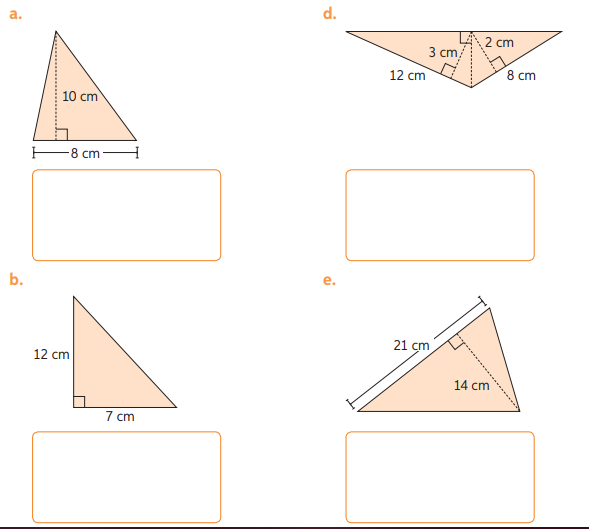 a.
10 cm
8 cm
d.
3 cm
2 cm
12 cm
8 cm
b.
12 cm
7 cm
e.
21 cm
14 cm